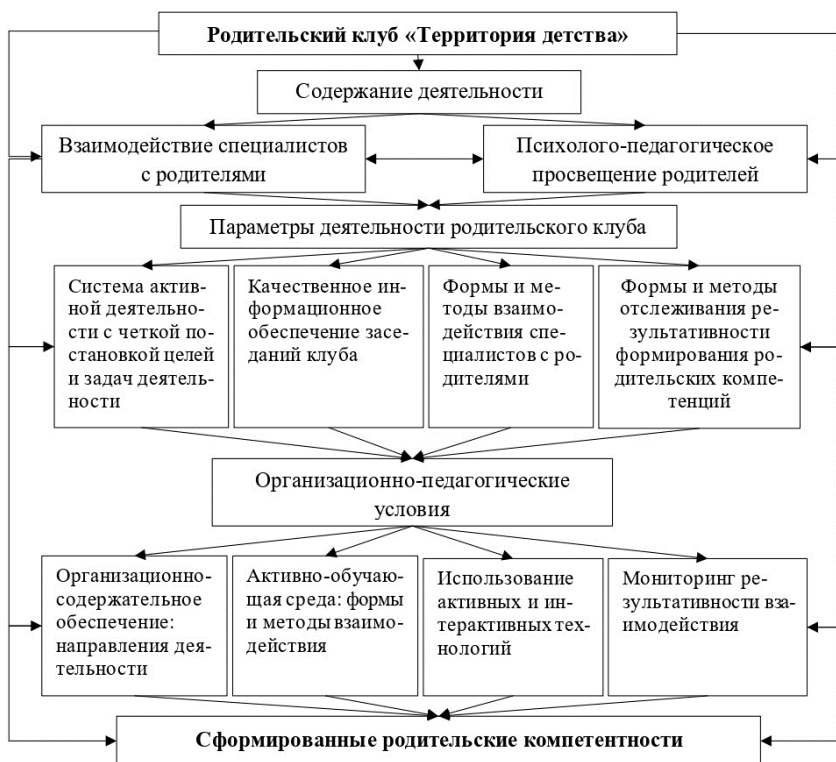 Родительский клуб «Территория детства»
Содержание деятельности
Взаимодействие специалистов
с родителями
Психолого-педагогическое
просвещение родителей
Параметры деятельности родительского клуба
Система актив-
ной деятельно-
сти с четкой по-
становкой целей
и задач деятель-
ности
Качественное ин-
формационное
обеспечение засе-
даний клуба
Формы и ме-
тоды взаимо-
действия спе-
циалистов с ро-
дителями
Формы и методы
отслеживания ре-
зультативности
формирования ро-
дительских компе-
тенций
Организационно-педагогические
условия
Организационно-
содержательное
обеспечение:
направления дея-
тельности
Активно-обучаю-
щая среда: формы
и методы взаимо-
действия
Использование
активных и ин-
терактивных тех-
нологий
Мониторинг ре-
зультативности вза-
имодействия
Сформированные родительские компетентности